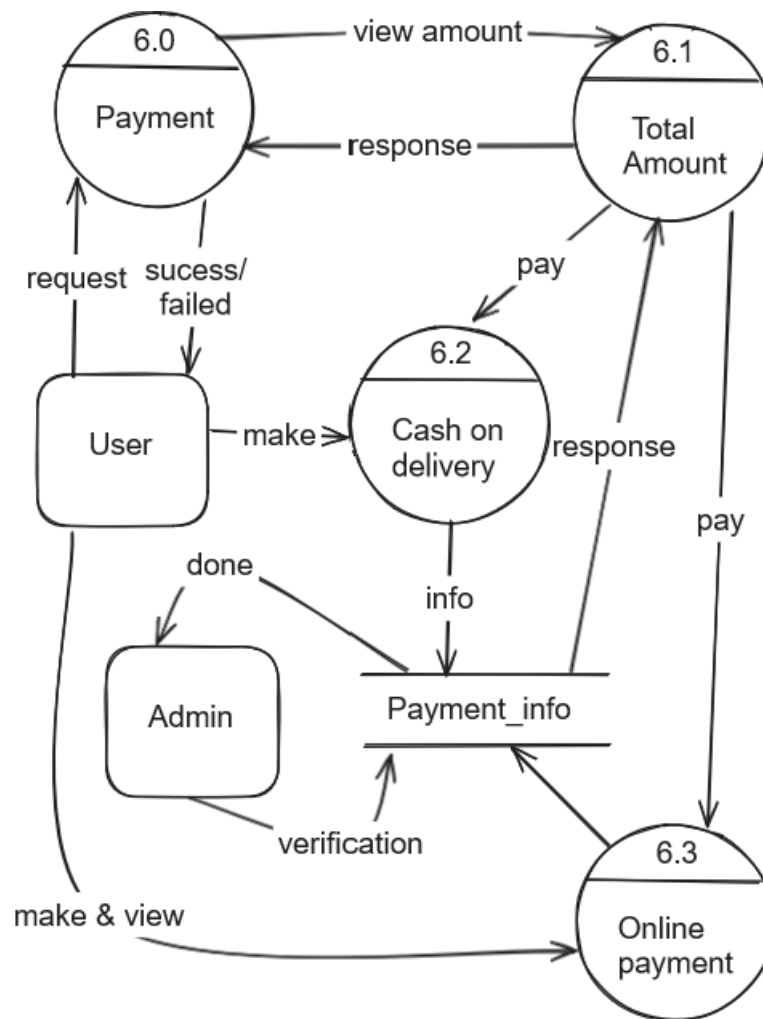 6.0
view amount
6.1
Payment
response
Total
Amount
request
sucess/
failed
pay
6.2
User
make
Cash on
delivery
response
pay
done
info
Admin
Payment_info
verification
6.3
make & view
Online
payment